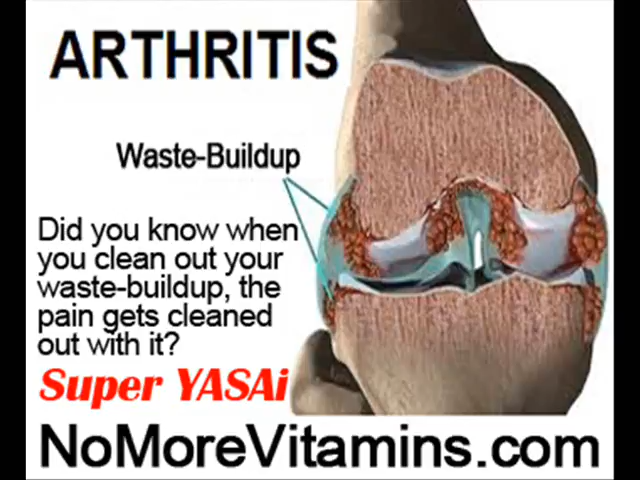 ARTHRITIS
Waste-Buildup
Did you know when
you clean out your
waste-buildup, the
pain gets cleaned
out with it?
Super YASAi
NoMoreVitamins.com